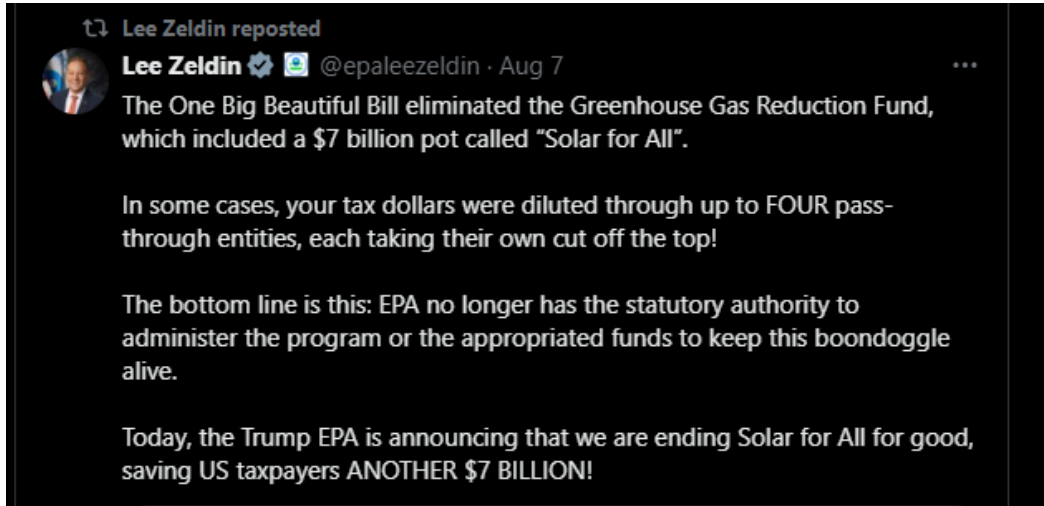 Lee Zeldin reposted
Lee Zeldin @epaleezeldin · Aug 7
The One Big Beautiful Bill eliminated the Greenhouse Gas Reduction Fund,
which included a $7 billion pot called “Solar for All”.
In some cases, your tax dollars were diluted through up to FOUR pass-
through entities, each taking their own cut off the top!
The bottom line is this: EPA no longer has the statutory authority to
administer the program or the appropriated funds to keep this boondoggle
alive.
Today, the Trump EPA is announcing that we are ending Solar for All for good,
saving US taxpayers ANOTHER $7 BILLION!